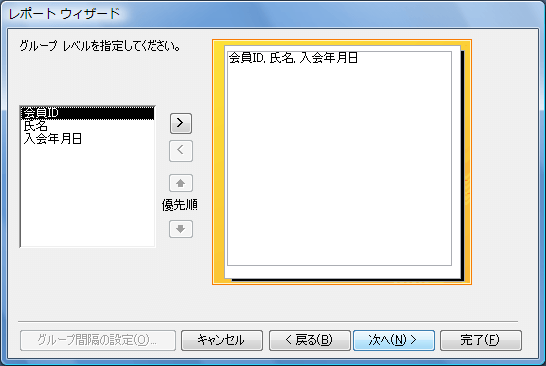 レポート ウィザード
グループ レベルを指定してください。
会員ID
氏名
入会年月日
>
<
優先順
会員ID, 氏名, 入会年月日
グループ間隔の設定(O)...
キャンセル
< 戻る(B)
次へ(N) >
完了(F)